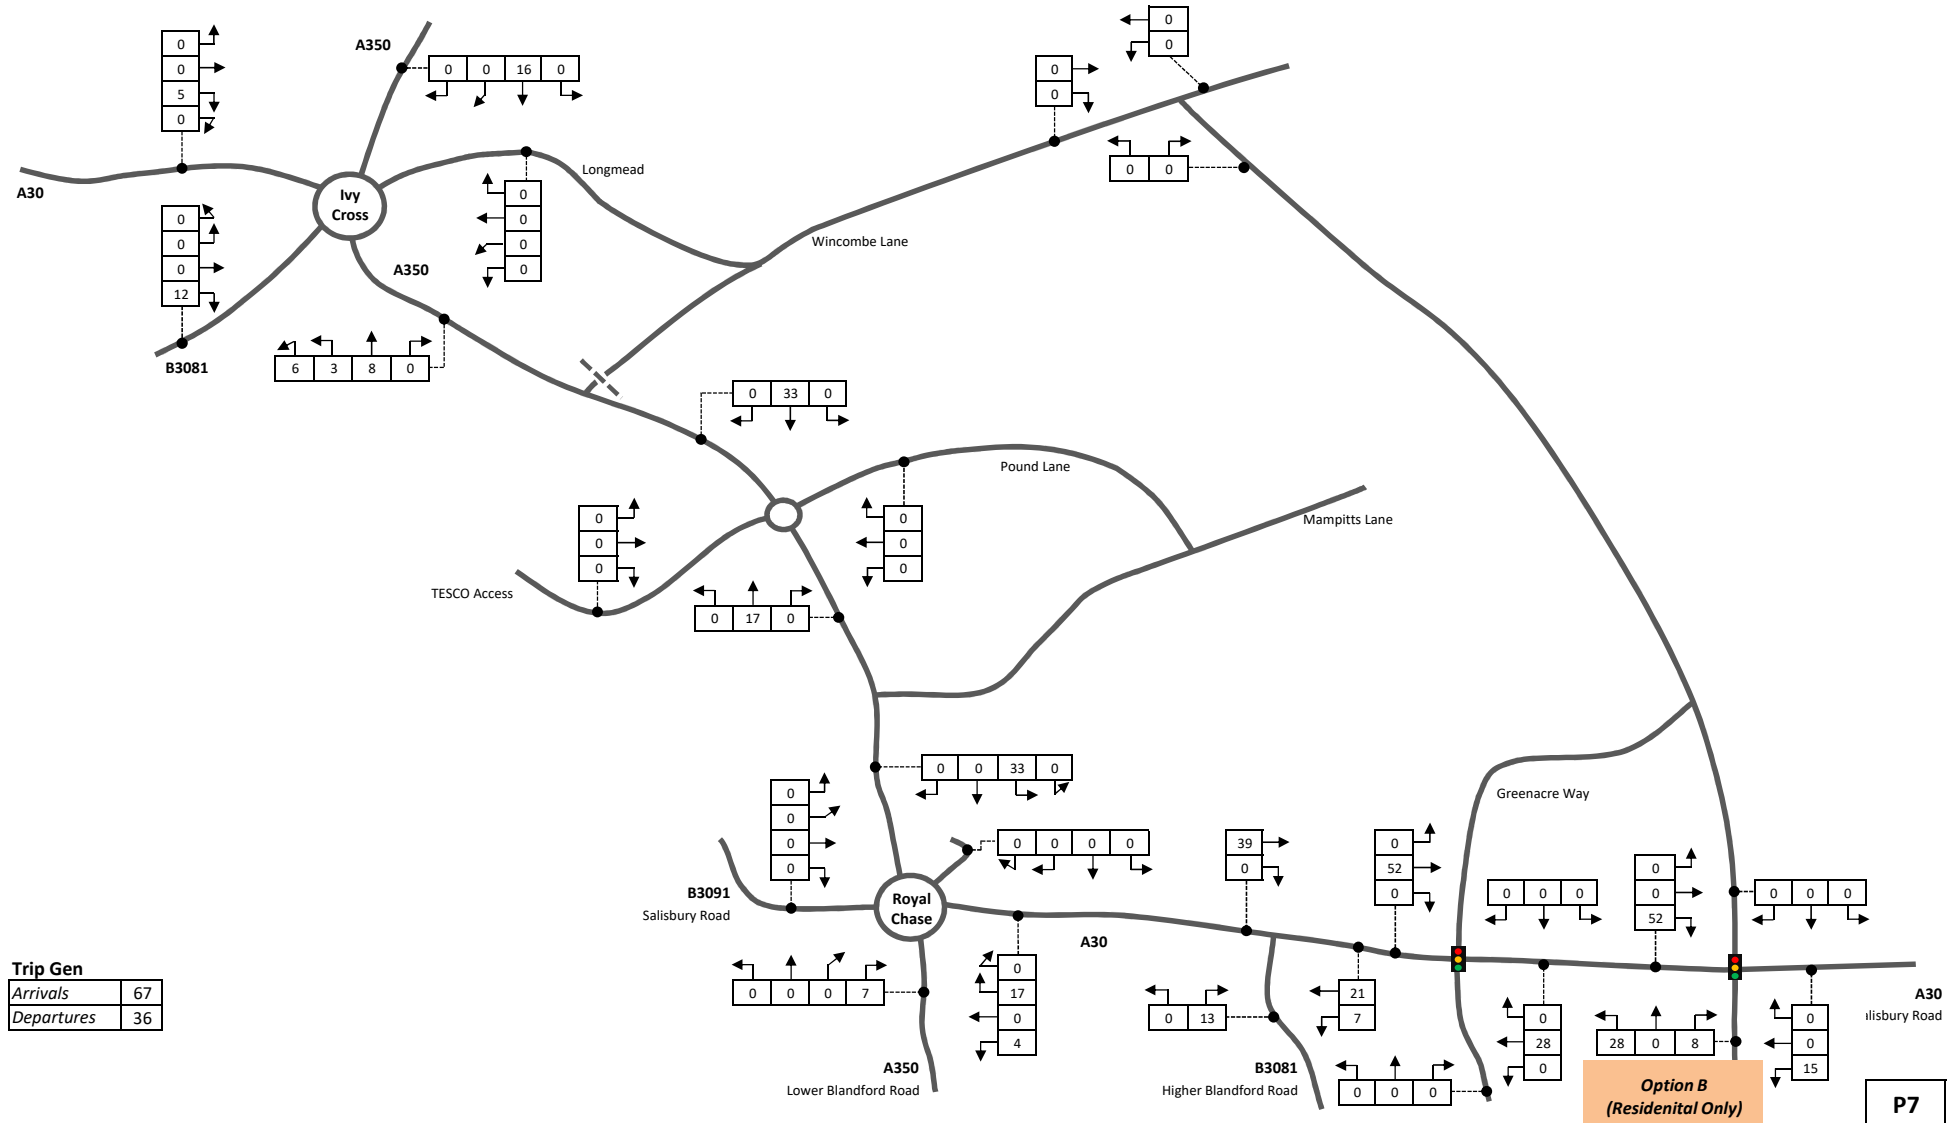 0
0
0
5
0
A350
0 0 16 0
0
0
0
0
0 0
Longmead
A30
Ivy
Cross
0
0
0
12
0
0
0
0
Wincombe Lane
A350
B3081
6 3 8 0
0 33 0
Pound Lane
0
0
0
0
0
0
Mampitts Lane
TESCO Access
0 17 0
0 0 33 0
Greenacre Way
0
0
0
0
0 0 0 0
39
0
0
52
0
0
0
52
0 0 0
0 0 0
B3091
Salisbury Road
Royal
Chase
A30
0 0 0 7
0
17
0
4
0 13
21
7
0
28
0
28 0 8
0
0
15
A30
lisbury Road
Trip Gen
Arrivals 67
Departures 36
A350
Lower Blandford Road
B3081
Higher Blandford Road
0 0 0
Option B
(Residenital Only)
P7